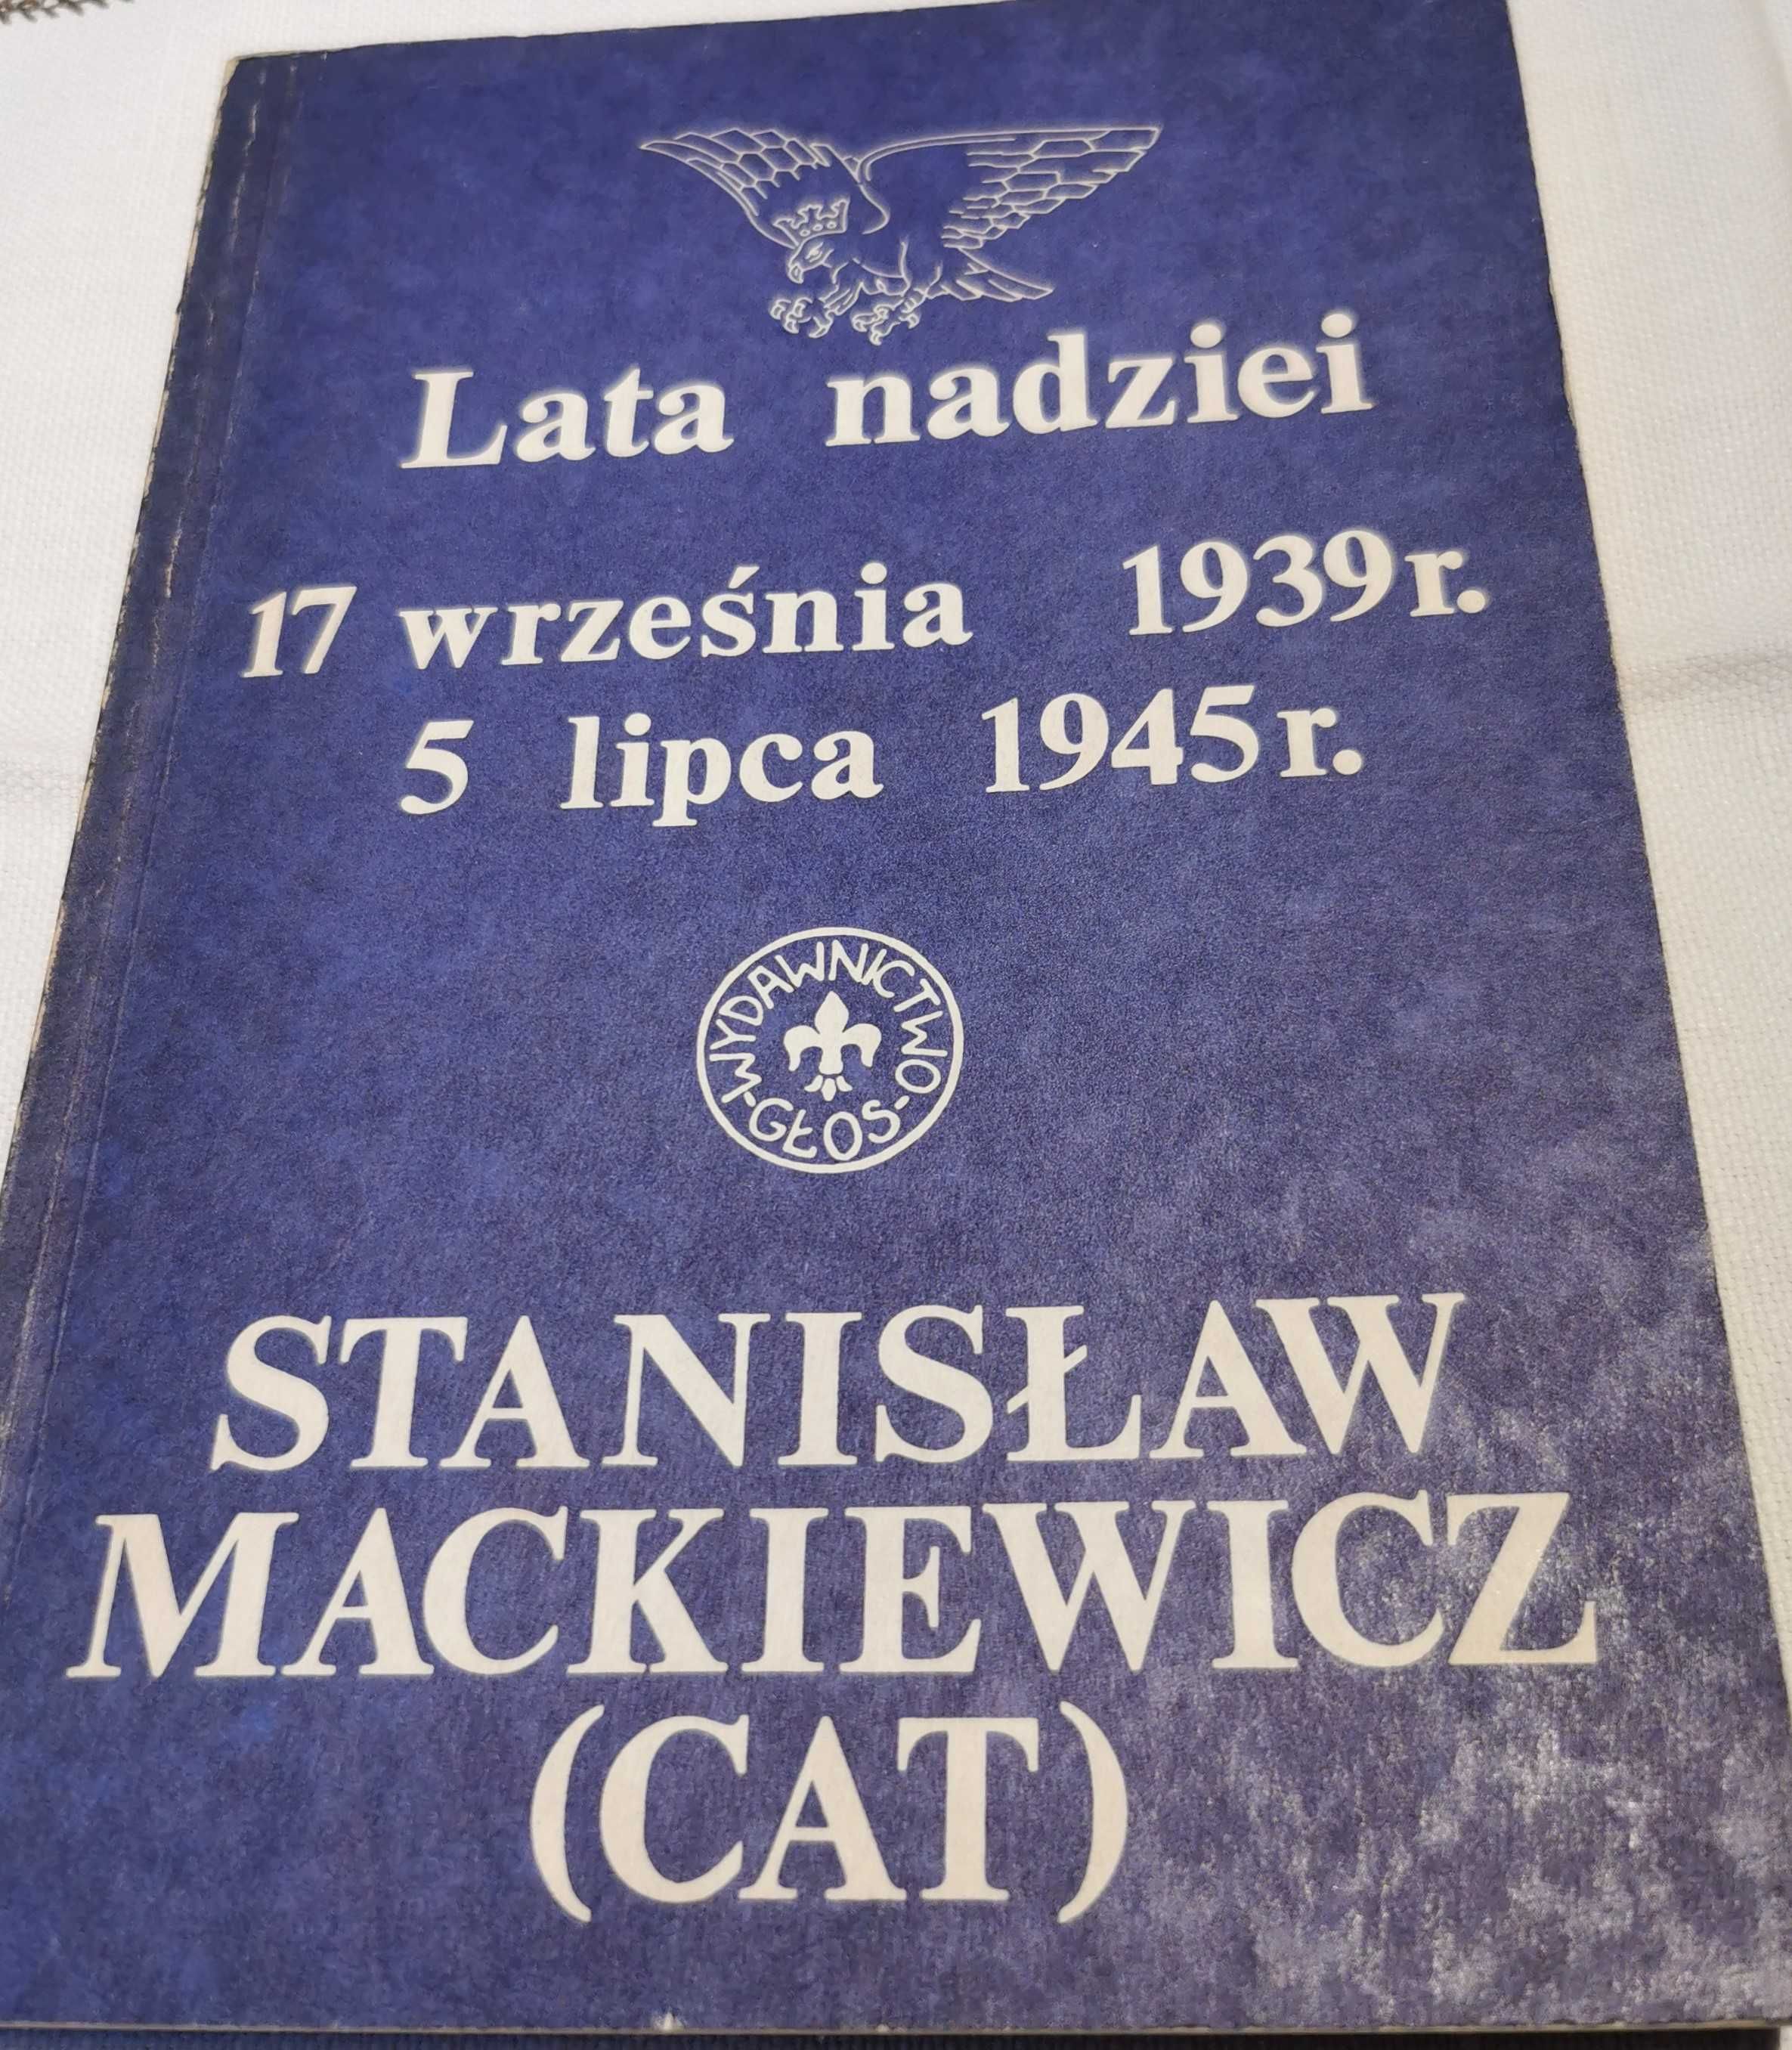 Lata nadziei
17 września 1939 r.
5 lipca 1945 r.
WYDAWNICTWO
-GŁOS-
STANISŁAW
MACKIEWICZ
(CAT)